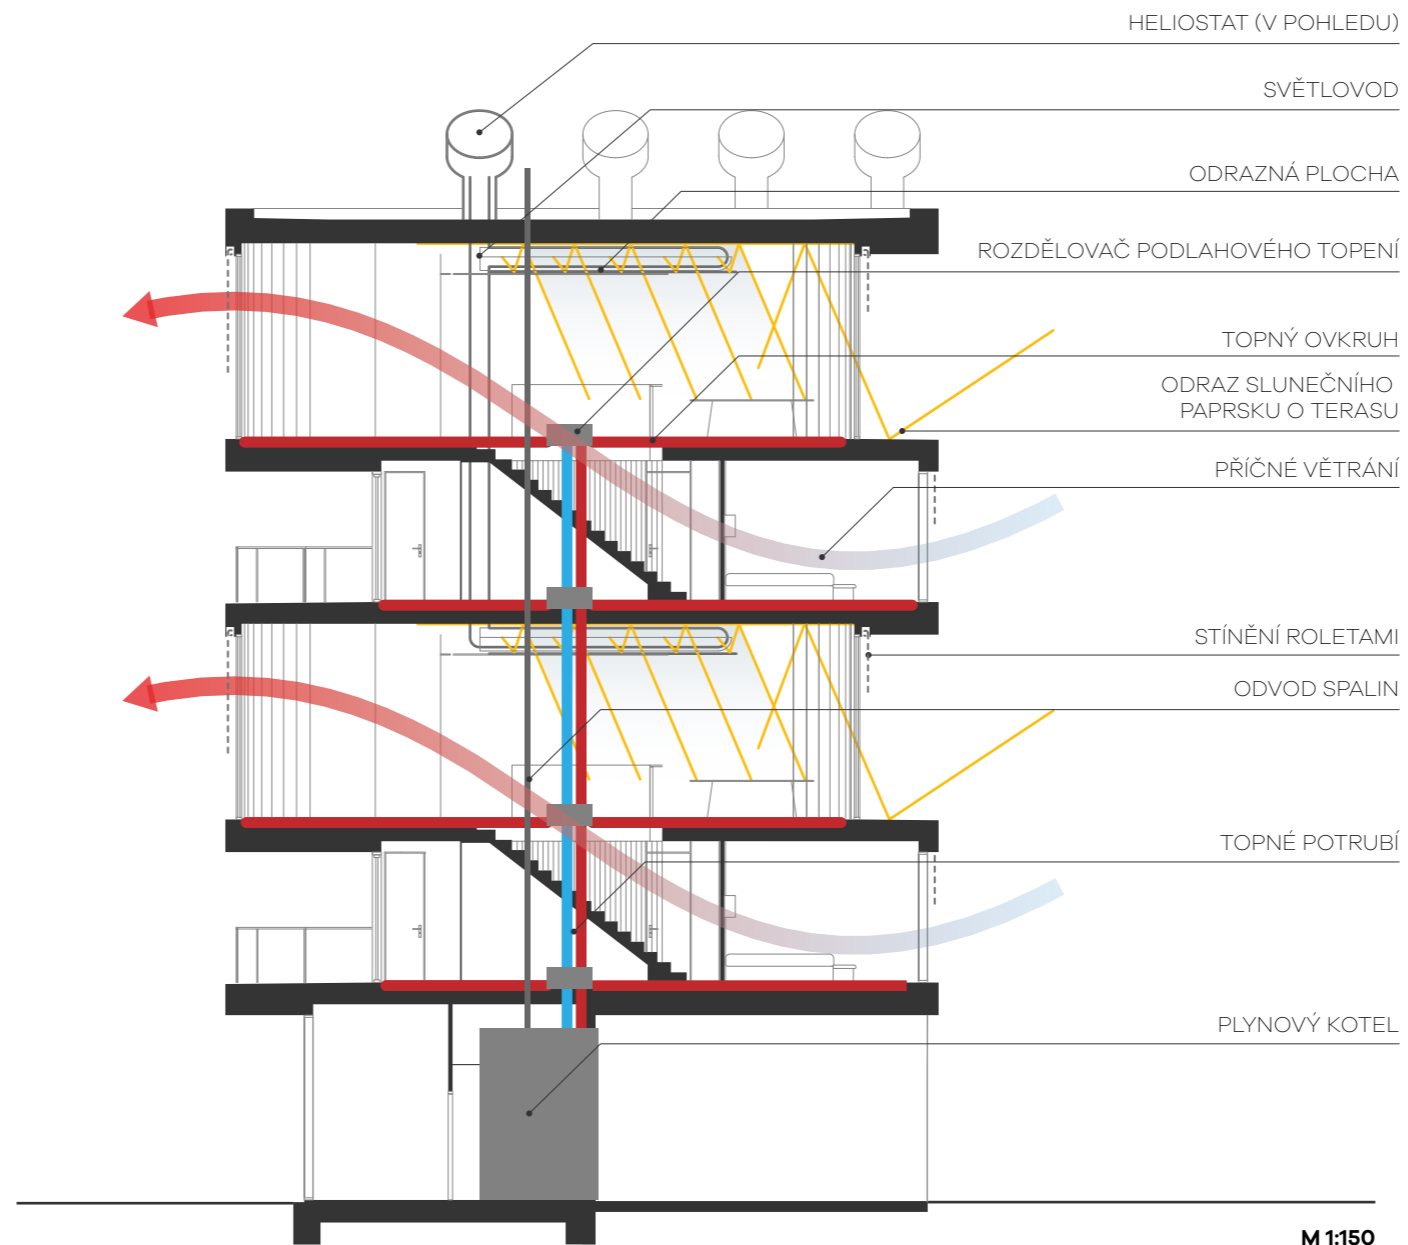 HELIOSTAT (V POHLEDU)
SVĚTLOVOD
ODRAZNÁ PLOCHA
ROZDĚLOVAČ PODLAHOVÉHO TOPENÍ
TOPNÝ OVKRUH
ODRAZ SLUNEČNÍHO
PAPRSKU O TERASU
PŘÍČNÉ VĚTRÁNÍ
STÍNĚNÍ ROLETAMI
ODVOD SPALIN
TOPNÉ POTRUBÍ
PLYNOVÝ KOTEL
M 1:150